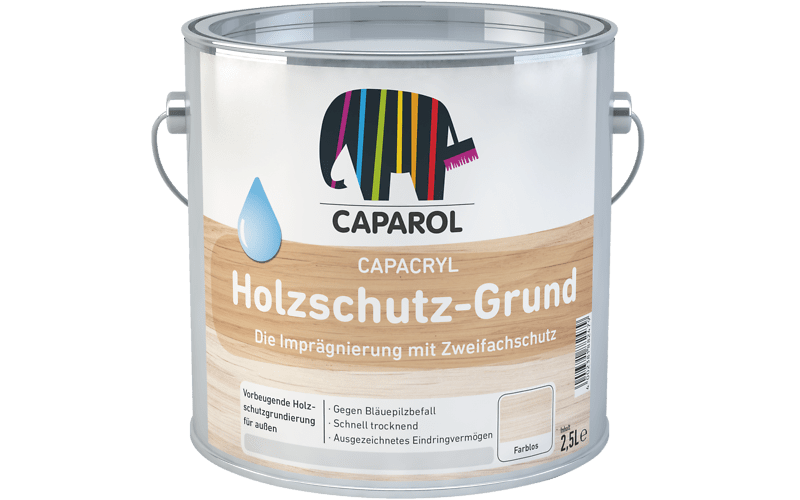 CAPAROL
CAPACRYL
Holzschutz-Grund
Die Imprägnierung mit Zweifachschutz
Vorbeugende Holz-
schutzgrundierung
für außen
· Gegen Bläuepilzbefall
· Schnell trocknend
· Ausgezeichnetes Eindringvermögen
Farblos
Inhalt
2,5L℮